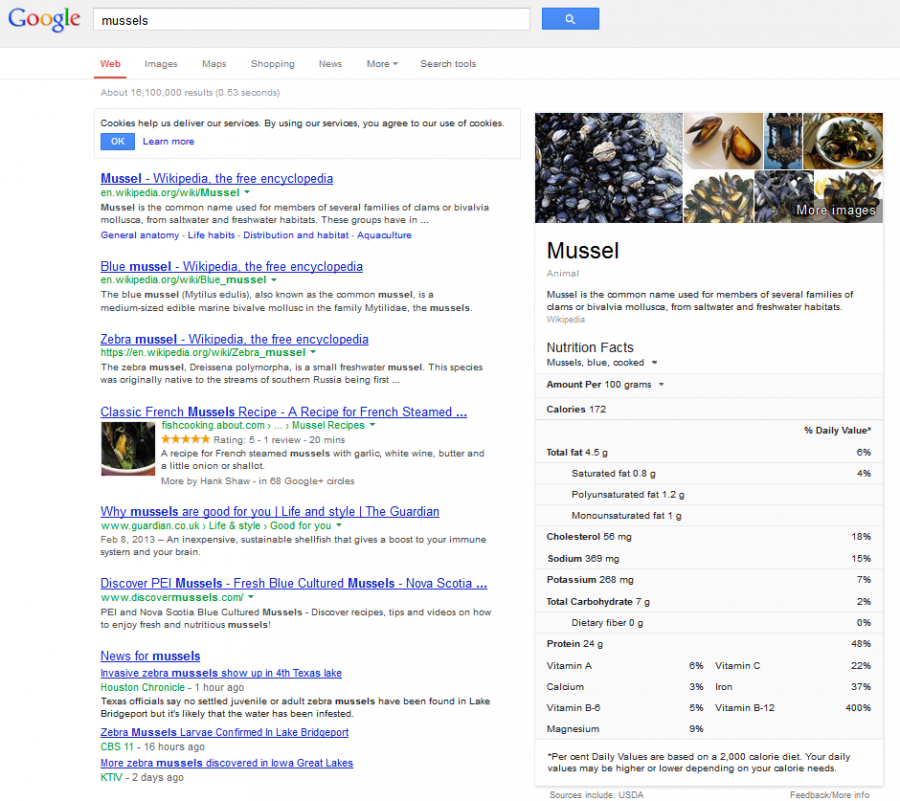 Google
mussels
Web Images Maps Shopping News More Search tools
About 16,100,000 results (0.53 seconds)
Cookies help us deliver our services. By using our services, you agree to our use of cookies.
OK Learn more
Mussel - Wikipedia, the free encyclopedia
en.wikipedia.org/wiki/Mussel
Mussel is the common name used for members of several families of clams or bivalvia
mollusca, from saltwater and freshwater habitats. These groups have in ...
General anatomy - Life habits - Distribution and habitat - Aquaculture
Blue mussel - Wikipedia, the free encyclopedia
en.wikipedia.org/wiki/Blue_mussel
The blue mussel (Mytilus edulis), also known as the common mussel, is a
medium-sized edible marine bivalve mollusc in the family Mytilidae, the mussels.
Zebra mussel - Wikipedia, the free encyclopedia
https://en.wikipedia.org/wiki/Zebra_mussel
The zebra mussel, Dreissena polymorpha, is a small freshwater mussel. This species
was originally native to the streams of southern Russia being first ...
Classic French Mussels Recipe - A Recipe for French Steamed ...
fishcooking.about.com › ... › Mussel Recipes
Rating: 5 - 1 review - 20 mins
A recipe for French steamed mussels with garlic, white wine, butter and
a little onion or shallot.
More by Hank Shaw - in 68 Google+ circles
Why mussels are good for you | Life and style | The Guardian
www.guardian.co.uk › Life & style › Good for you
Feb 8, 2013 – An inexpensive, sustainable shellfish that gives a boost to your immune
system and your brain.
Discover PEI Mussels - Fresh Blue Cultured Mussels - Nova Scotia ...
www.discovermussels.com/
PEI and Nova Scotia Blue Cultured Mussels - Discover recipes, tips and videos on how
to enjoy fresh and nutritious mussels!
News for mussels
Invasive zebra mussels show up in 4th Texas lake
Houston Chronicle - 1 hour ago
Texas officials say no settled juvenile or adult zebra mussels have been found in Lake
Bridgeport but it's likely that the water has been infested.
Zebra Mussels Larvae Confirmed In Lake Bridgeport
CBS 11 - 16 hours ago
More zebra mussels discovered in Iowa Great Lakes
KTIV - 2 days ago
More images
Mussel
Animal
Mussel is the common name used for members of several families of
clams or bivalvia mollusca, from saltwater and freshwater habitats.
Wikipedia
Nutrition Facts
Mussels, blue, cooked
Amount Per 100 grams
Calories 172
% Daily Value*
Total fat 4.5 g 6%
Saturated fat 0.8 g 4%
Polyunsaturated fat 1.2 g
Monounsaturated fat 1 g
Cholesterol 56 mg 18%
Sodium 369 mg 15%
Potassium 268 mg 7%
Total Carbohydrate 7 g 2%
Dietary fiber 0 g 0%
Protein 24 g 48%
Vitamin A 6% Vitamin C 22%
Calcium 3% Iron 37%
Vitamin B-6 5% Vitamin B-12 400%
Magnesium 9%
*Per cent Daily Values are based on a 2,000 calorie diet. Your daily
values may be higher or lower depending on your calorie needs.
Sources include: USDA Feedback/More info